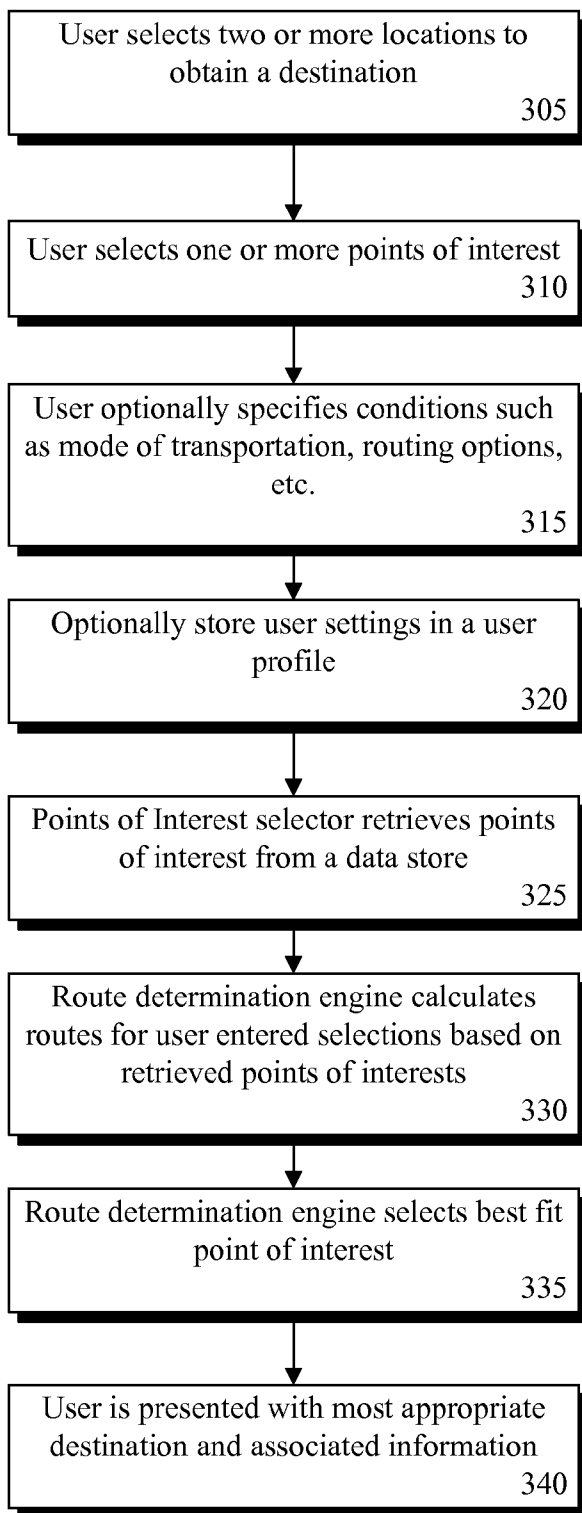 User selects two or more locations to
obtain a destination
305
User selects one or more points of interest
310
User optionally specifies conditions such
as mode of transportation, routing options,
etc.
315
Optionally store user settings in a user
profile
320
Points of Interest selector retrieves points
of interest from a data store
325
Route determination engine calculates
routes for user entered selections based on
retrieved points of interests
330
Route determination engine selects best fit
point of interest
335
User is presented with most appropriate
destination and associated information
340